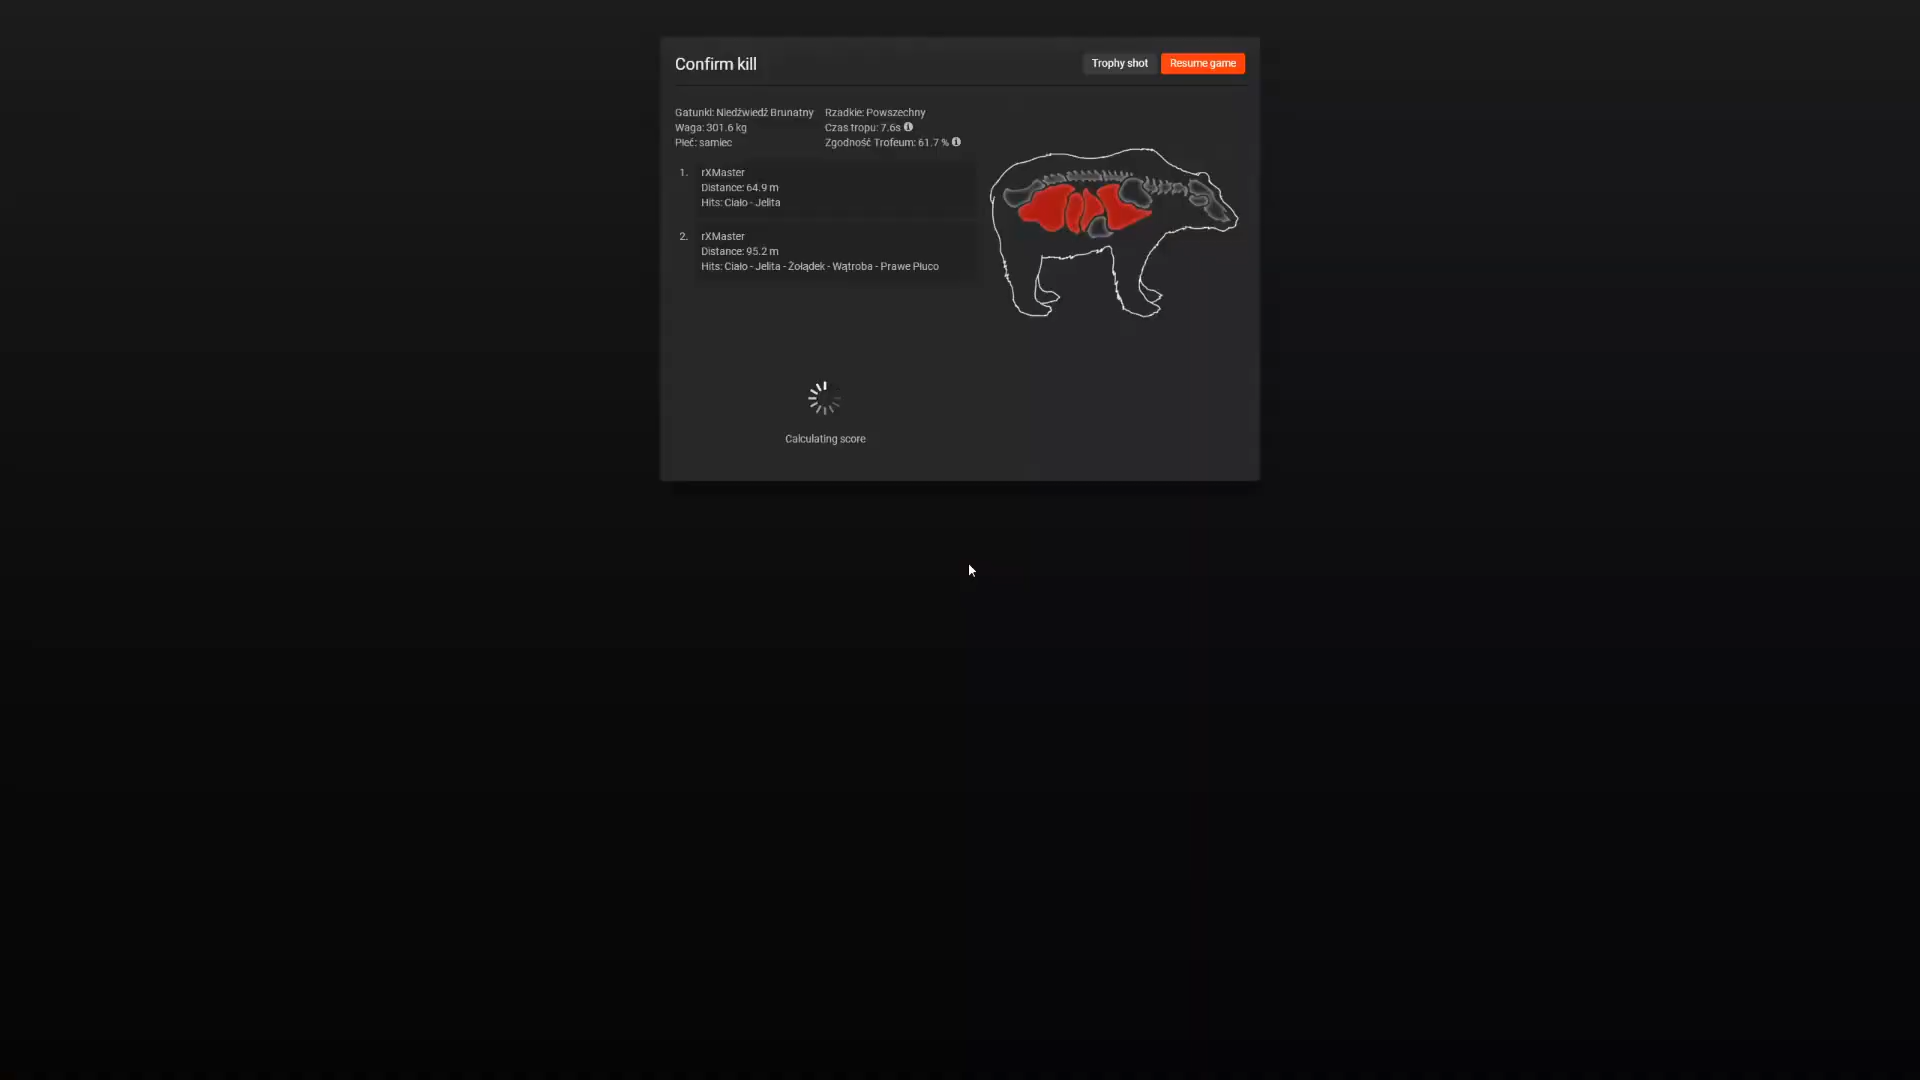 Confirm kill
Trophy shot
Resume game
Gatunki: Niedźwiedź Brunatny
Rzadkie: Powszechny
Waga: 301.6 kg
Czas tropu: 7.6s
Płeć: samiec
Zgodność Trofeum: 61.7 %
1. rXMaster
Distance: 64.9 m
Hits: Ciało - Jelita
2. rXMaster
Distance: 95.2 m
Hits: Ciało - Jelita - Żołądek - Wątroba - Prawe Płuco
Calculating score